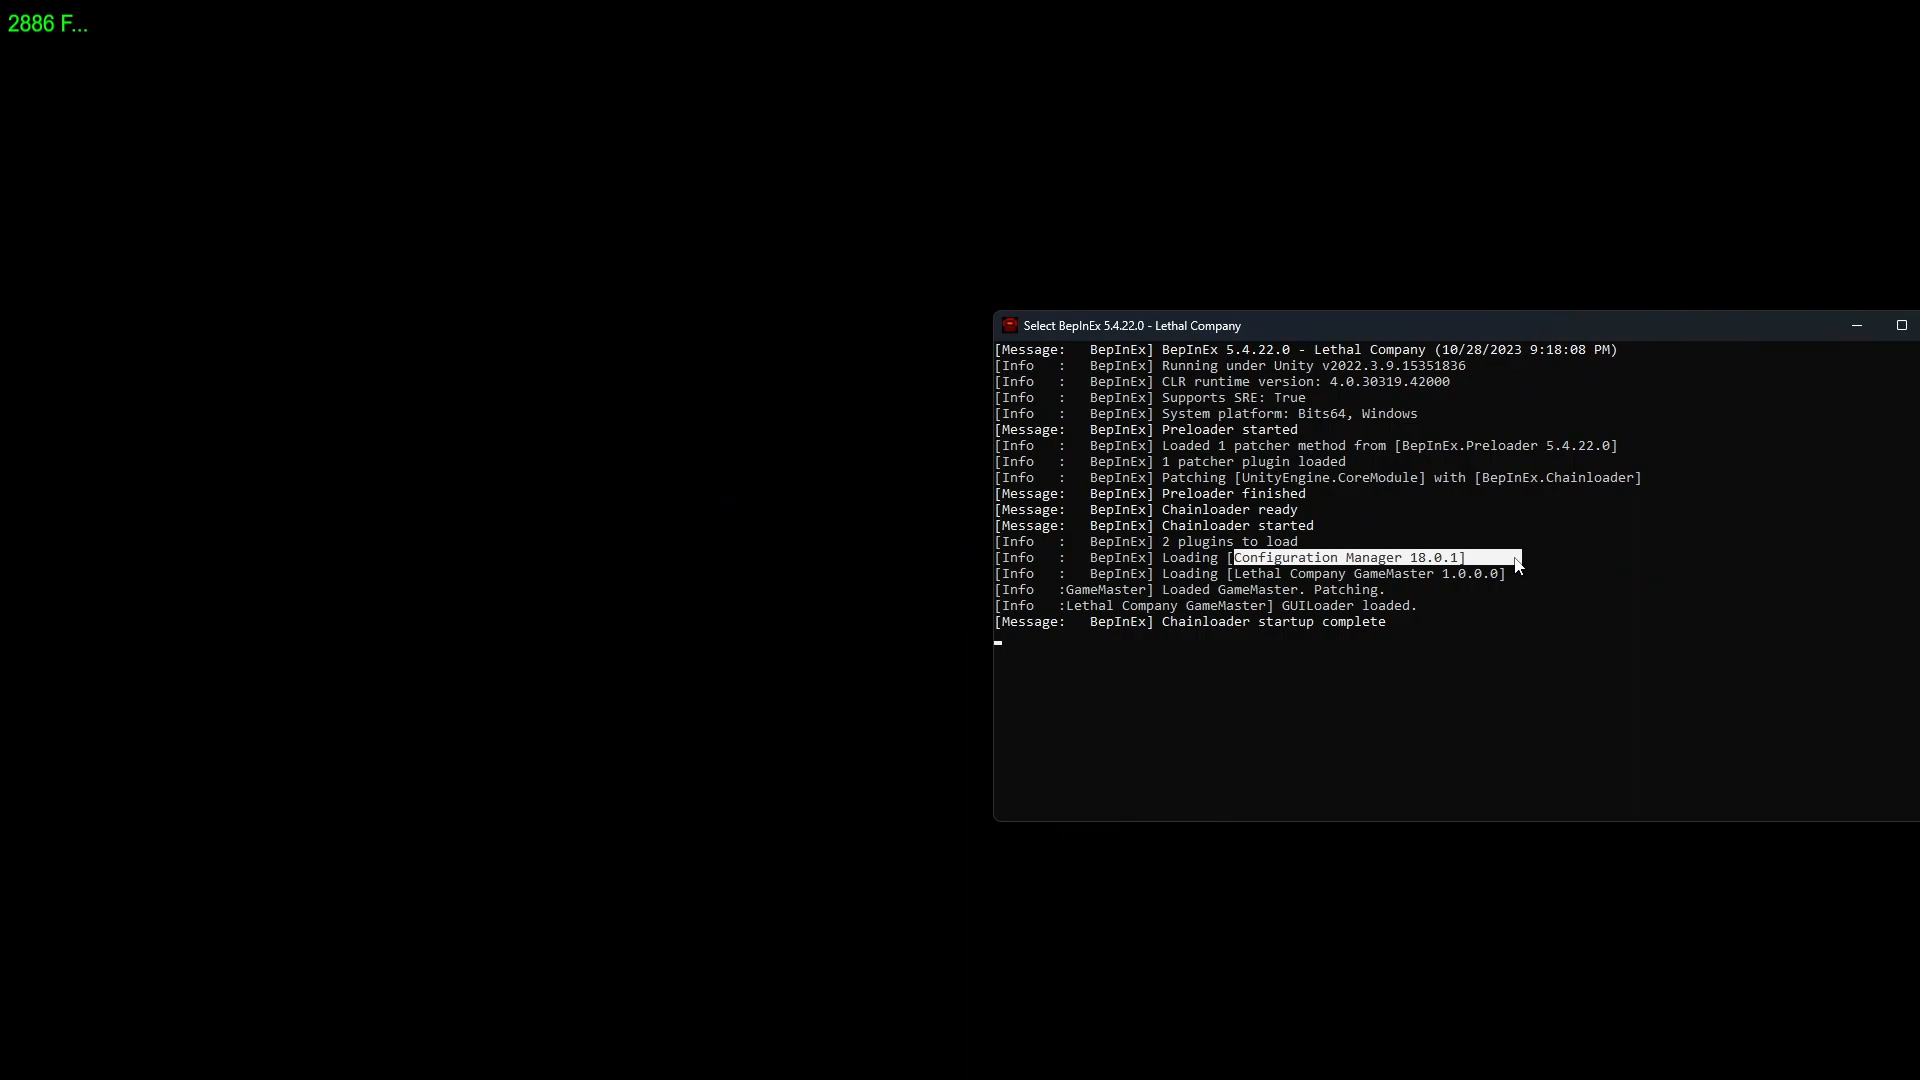 2886 F...
Select BepInEx 5.4.22.0 - Lethal Company
[Message:   BepInEx] BepInEx 5.4.22.0 - Lethal Company (10/28/2023 9:18:08 PM)
[Info   :   BepInEx] Running under Unity v2022.3.9.15351836
[Info   :   BepInEx] CLR runtime version: 4.0.30319.42000
[Info   :   BepInEx] Supports SRE: True
[Info   :   BepInEx] System platform: Bits64, Windows
[Message:   BepInEx] Preloader started
[Info   :   BepInEx] Loaded 1 patcher method from [BepInEx.Preloader 5.4.22.0]
[Info   :   BepInEx] 1 patcher plugin loaded
[Info   :   BepInEx] Patching [UnityEngine.CoreModule] with [BepInEx.Chainloader]
[Message:   BepInEx] Preloader finished
[Message:   BepInEx] Chainloader ready
[Message:   BepInEx] Chainloader started
[Info   :   BepInEx] 2 plugins to load
[Info   :   BepInEx] Loading [Configuration Manager 18.0.1]
[Info   :   BepInEx] Loading [Lethal Company GameMaster 1.0.0.0]
[Info   :GameMaster] Loaded GameMaster. Patching.
[Info   :Lethal Company GameMaster] GUILoader loaded.
[Message:   BepInEx] Chainloader startup complete